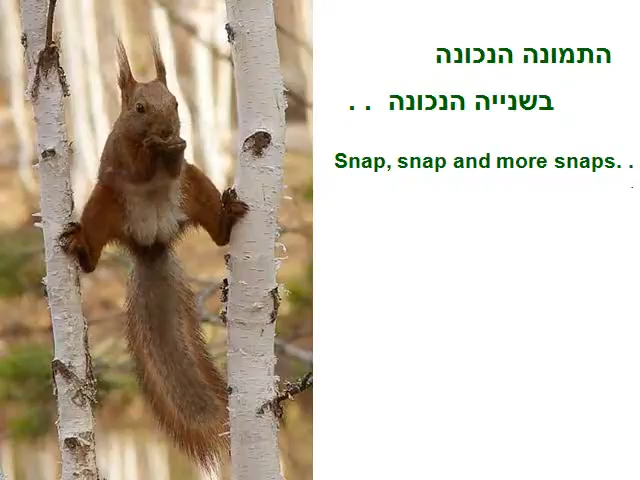 התמונה הנכונה
בשנייה הנכונה  . .
Snap, snap and more snaps. .
.